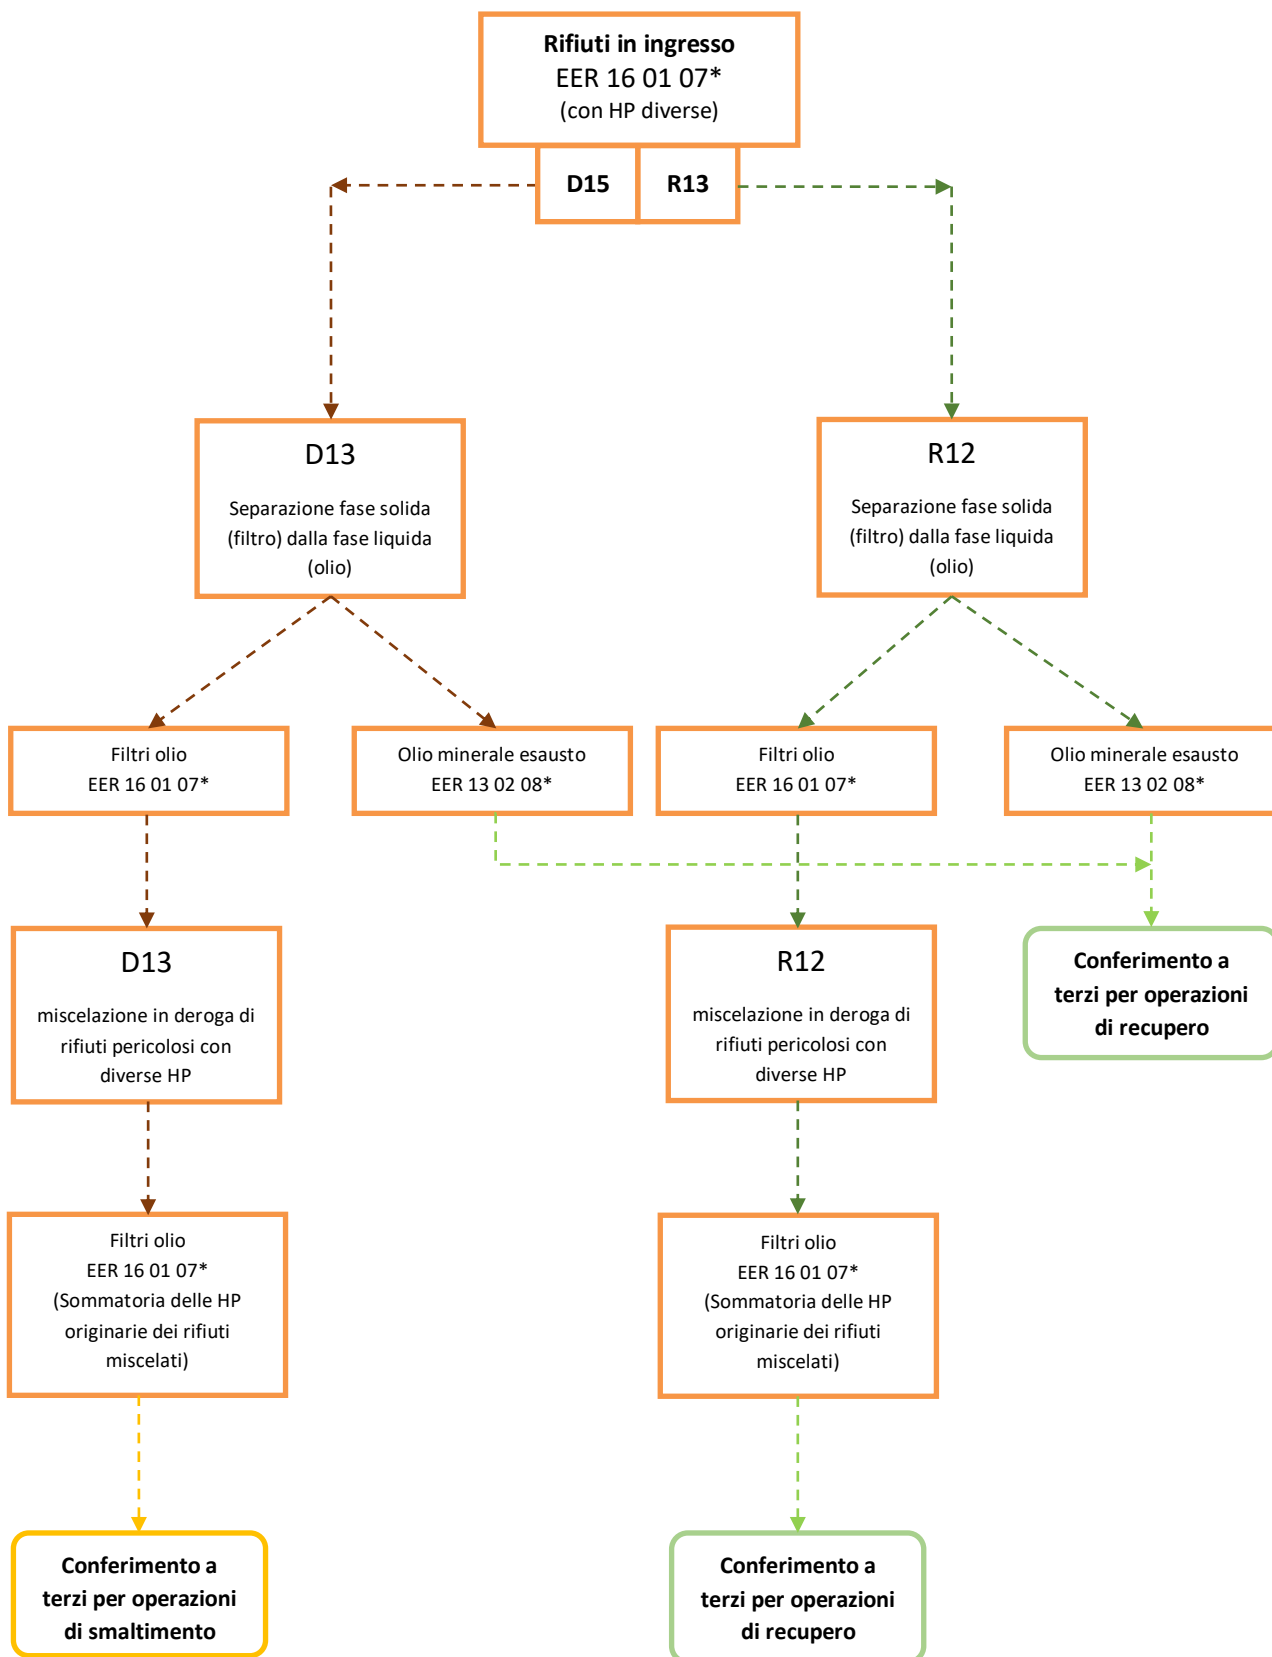 Rifiuti in ingresso
EER 16 01 07*
(con HP diverse)
D15
R13
D13
Separazione fase solida
(filtro) dalla fase liquida
(olio)
R12
Separazione fase solida
(filtro) dalla fase liquida
(olio)
Filtri olio
EER 16 01 07*
Olio minerale esausto
EER 13 02 08*
Filtri olio
EER 16 01 07*
Olio minerale esausto
EER 13 02 08*
D13
miscelazione in deroga di
rifiuti pericolosi con
diverse HP
R12
miscelazione in deroga di
rifiuti pericolosi con
diverse HP
Conferimento a
terzi per operazioni
di recupero
Filtri olio
EER 16 01 07*
(Sommatoria delle HP
originarie dei rifiuti
miscelati)
Filtri olio
EER 16 01 07*
(Sommatoria delle HP
originarie dei rifiuti
miscelati)
Conferimento a
terzi per operazioni
di smaltimento
Conferimento a
terzi per operazioni
di recupero